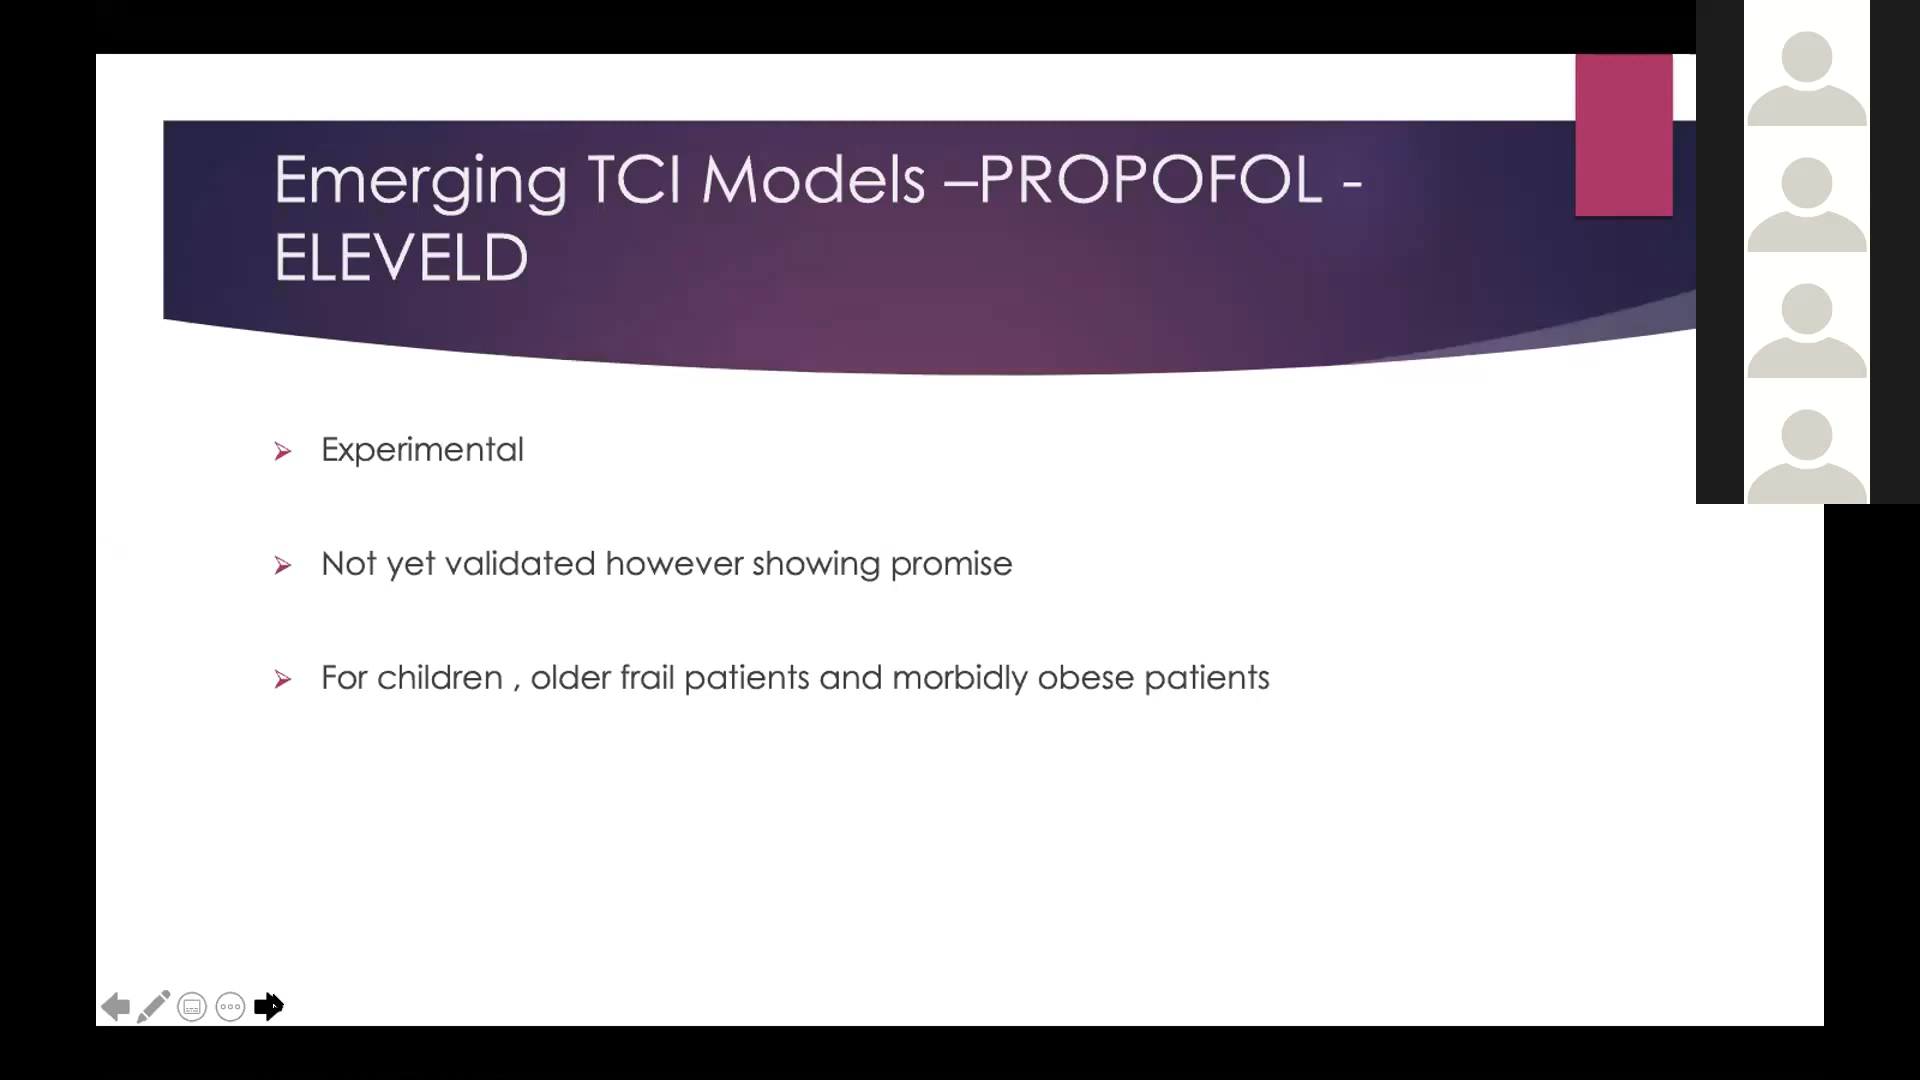 Emerging TCI Models –PROPOFOL -
ELEVELD
Experimental
Not yet validated however showing promise
For children , older frail patients and morbidly obese patients